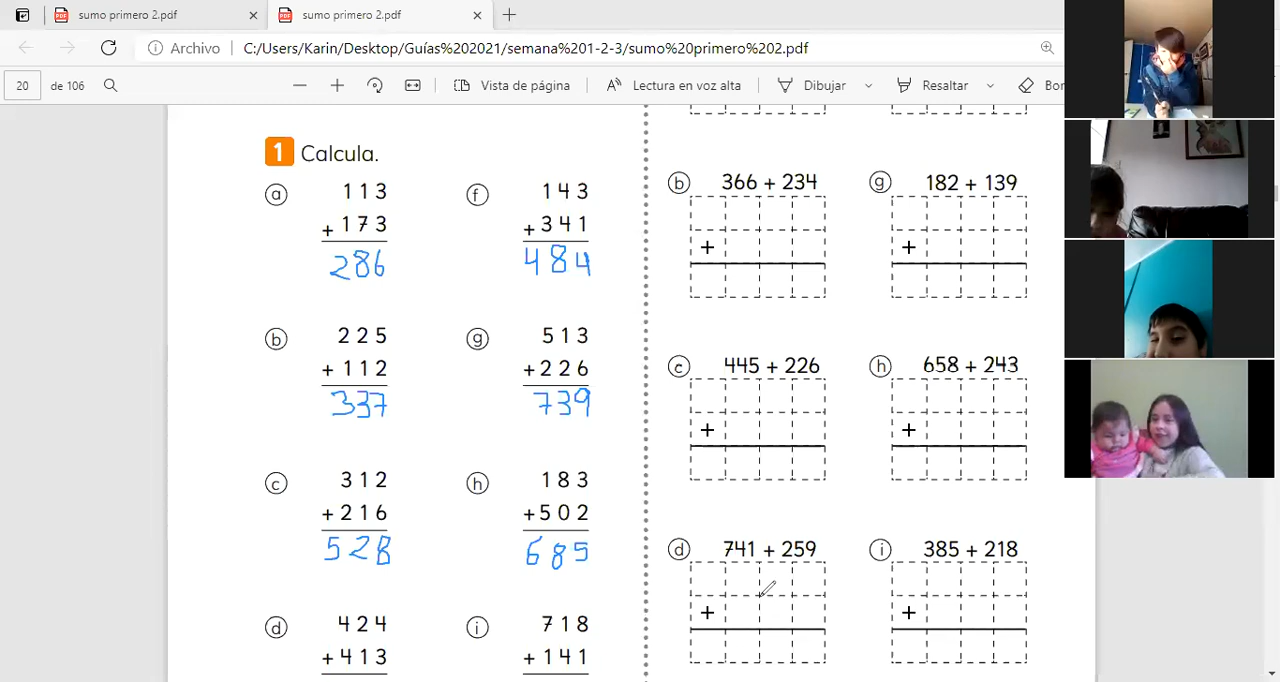 sumo primero 2.pdf
sumo primero 2.pdf
Archivo
C:/Users/Karin/Desktop/Guías%202021/semana%201-2-3/sumo%20primero%202.pdf
20 de 106
Vista de página
Lectura en voz alta
Dibujar
Resaltar
Bor
1 Calcula.
a 113
+ 173
286
b 225
+ 112
337
c 312
+ 216
528
d 424
+ 413
f 143
+ 341
484
g 513
+ 226
739
h 183
+ 502
685
i 718
+ 141
b 366 + 234
+
c 445 + 226
+
d 741 + 259
+
g 182 + 139
+
h 658 + 243
+
i 385 + 218
+